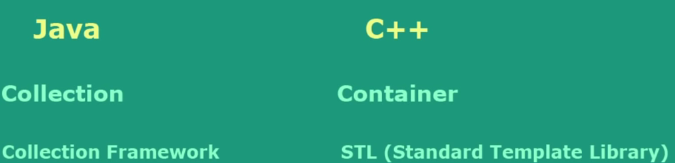 Java C++
Collection Container
Collection Framework STL (Standard Template Library)